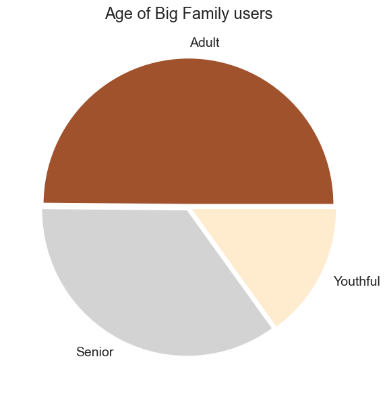 Age of Big Family users
Adult
Youthful
Senior